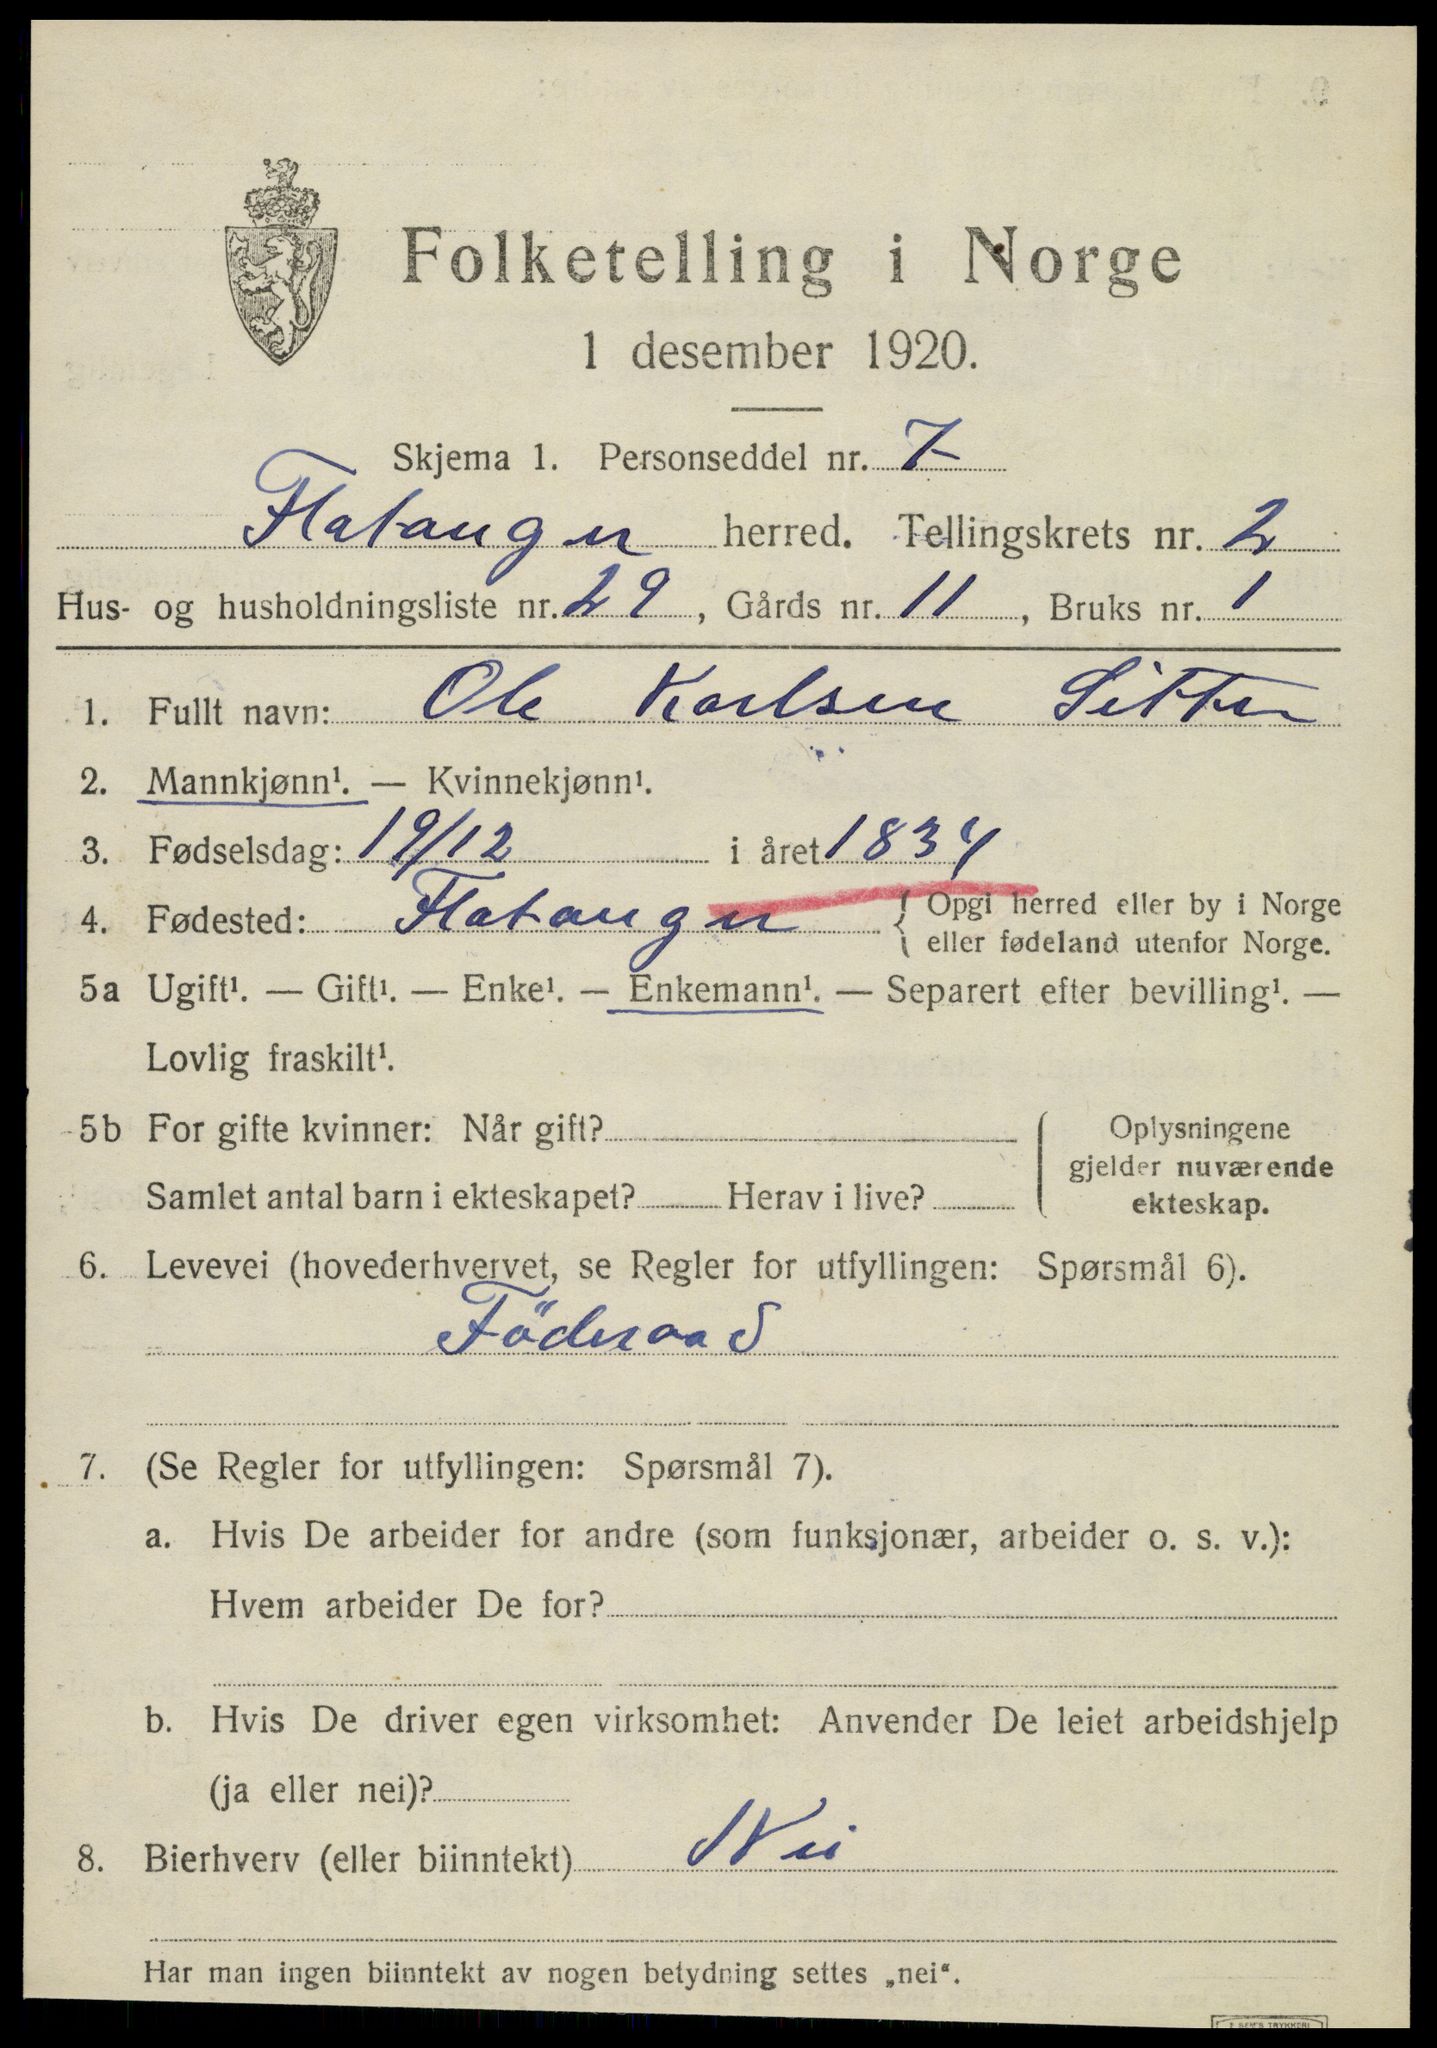 Folketelling i Norge
1 desember 1920.
Skjema 1. Personseddel nr. 7
Flatanger herred. Tellingskrets nr. 2
Hus- og husholdningsliste nr. 29, Gårds nr. 11, Bruks nr. 1
1. Fullt navn: Ole Karlsen Sitter
2. Mannkjønn¹. — Kvinnekjønn¹.
3. Fødselsdag: 19/12 i året 1834
4. Fødested: Flatanger { Opgi herred eller by i Norge
eller fødeland utenfor Norge.
5a Ugift¹. — Gift¹. — Enke¹. — Enkemann¹. — Separert efter bevilling¹. —
Lovlig fraskilt¹.
5b For gifte kvinner: Når gift?
Samlet antal barn i ekteskapet? Herav i live?
Oplysningene
gjelder nuværende
ekteskap.
6. Levevei (hovederhvervet, se Regler for utfyllingen: Spørsmål 6).
Föderaad
7. (Se Regler for utfyllingen: Spørsmål 7).
a. Hvis De arbeider for andre (som funksjonær, arbeider o. s. v.):
Hvem arbeider De for?
b. Hvis De driver egen virksomhet: Anvender De leiet arbeidshjelp
(ja eller nei)?
8. Bierhverv (eller biinntekt) Nei
Har man ingen biinntekt av nogen betydning settes „nei“.